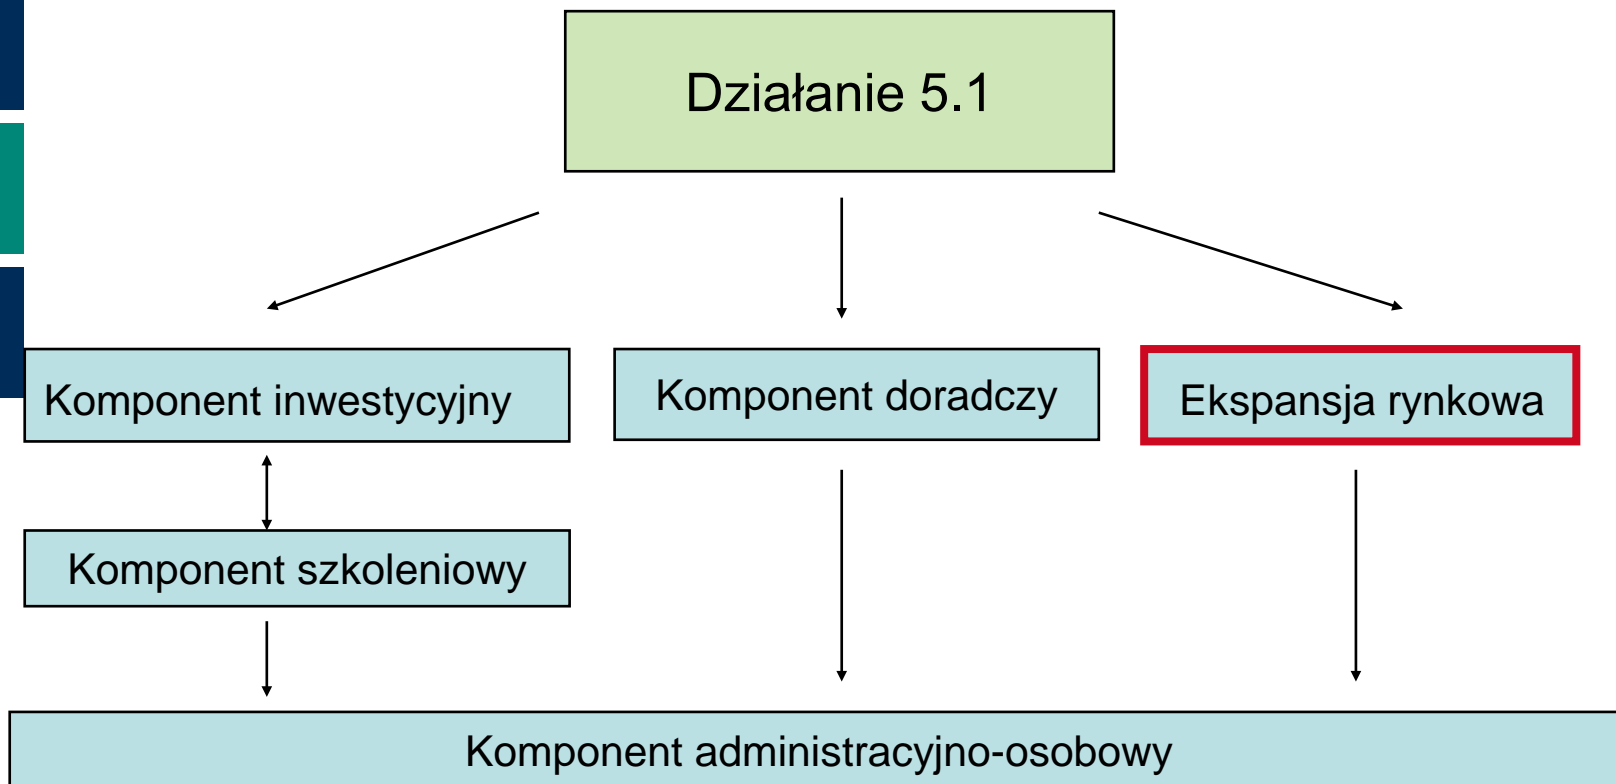 Działanie 5.1
Komponent inwestycyjny
Komponent doradczy
Ekspansja rynkowa
Komponent szkoleniowy
Komponent administracyjno-osobowy